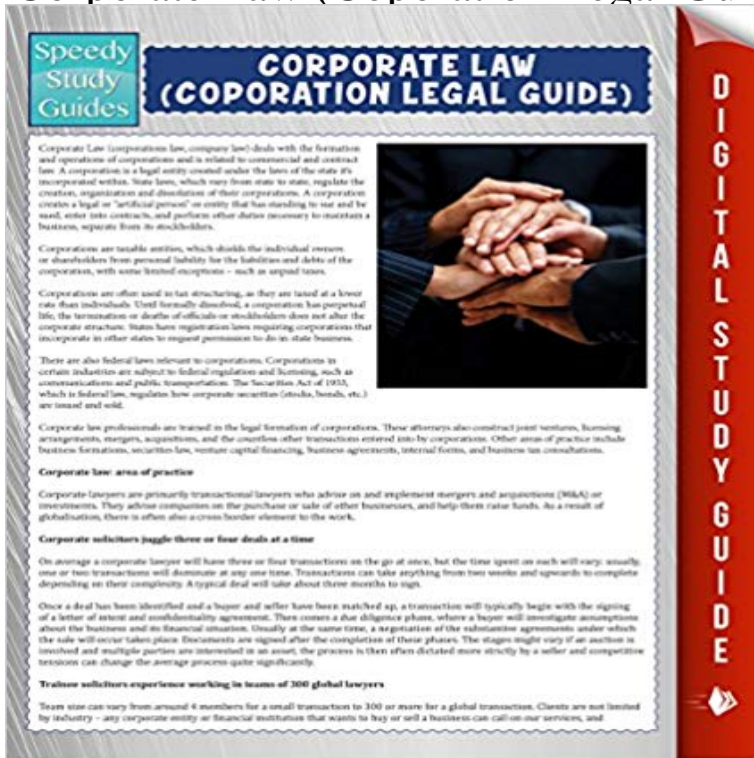 Speedy
Study
Guides
CORPORATE LAW
(COPORATION LEGAL GUIDE)
Corporate Law (corporations law, company law) deals with the formation
and operations of corporations and is related to commercial and contract
law. A corporation is a legal entity created under the laws of the state it's
incorporated within. State laws, which vary from state to state, regulate the
creation, organization and dissolution of their corporations. A corporation
creates a legal or "artificial person" or entity that has standing to sue and be
sued, enter into contracts, and perform other duties necessary to maintain a
business, separate from its stockholders.
Corporations are taxable entities, which shields the individual owners
or shareholders from personal liability for the liabilities and debts of the
corporation, with some limited exceptions – such as unpaid taxes.
Corporations are often used in tax structuring, as they are taxed at a lower
rate than individuals. Until formally dissolved, a corporation has perpetual
life, the termination or deaths of officials or stockholders does not alter the
corporate structure. States have registration laws requiring corporations that
incorporate in other states to request permission to do in-state business.
There are also federal laws relevant to corporations. Corporations in
certain industries are subject to federal regulation and licensing, such as
communications and public transportation. The Securities Act of 1933,
which is federal law, regulates how corporate securities (stocks, bonds, etc.)
are issued and sold.
Corporate law professionals are trained in the legal formation of corporations. These attorneys also construct joint ventures, licensing
arrangements, mergers, acquisitions, and the countless other transactions entered into by corporations. Other areas of practice include
business formations, securities law, venture capital financing, business agreements, internal forms, and business tax consultations.
Corporate law: area of practice
Corporate lawyers are primarily transactional lawyers who advise on and implement mergers and acquisitions (M&A) or
investments. They advise companies on the purchase or sale of other businesses, and help them raise funds. As a result of
globalisation, there is often also a cross border element to the work.
Corporate solicitors juggle three or four deals at a time
On average a corporate lawyer will have three or four transactions on the go at once, but the time spent on each will vary: usually,
one or two transactions will dominate at any one time. Transactions can take anything from two weeks and upwards to complete
depending on their complexity. A typical deal will take about three months to sign.
Once a deal has been identified and a buyer and seller have been matched up, a transaction will typically begin with the signing
of a letter of intent and confidentiality agreement. Then comes a due diligence phase, where a buyer will investigate assumptions
about the business and its financial situation. Usually at the same time, a negotiation of the substantive agreements under which
the sale will occur takes place. Documents are signed after the completion of these phases. The stages might vary if an auction is
involved and multiple parties are interested in an asset; the process is then often dictated more strictly by a seller and competitive
tensions can change the average process quite significantly.
Trainee solicitors experience working in teams of 300 global lawyers
Team size can vary from around 4 members for a small transaction to 300 or more for a global transaction. Clients are not limited
by industry – any corporate entity or financial institution that wants to buy or sell a business can call on our services, and
DIGITAL STUDY GUIDE